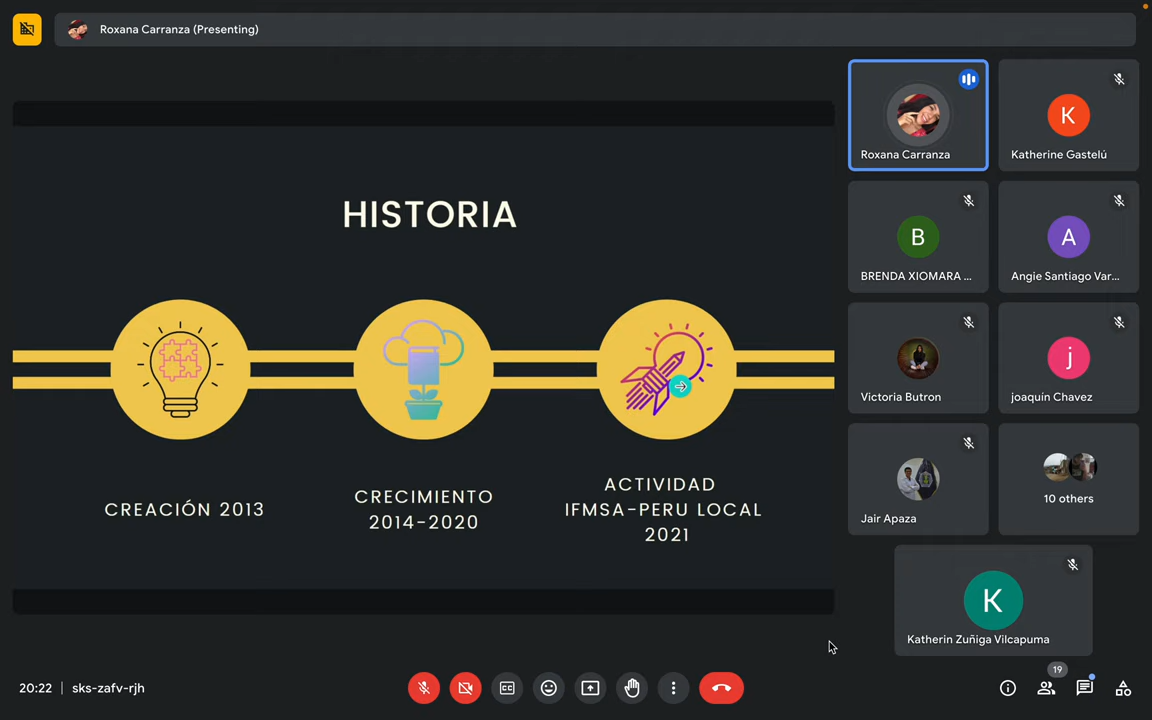 Roxana Carranza (Presenting)
HISTORIA
CREACIÓN 2013
CRECIMIENTO
2014-2020
ACTIVIDAD
IFMSA-PERU LOCAL
2021
Roxana Carranza
K
Katherine Gastelú
B
BRENDA XIOMARA ...
A
Angie Santiago Var...
Victoria Butron
j
joaquin Chavez
Jair Apaza
10 others
K
Katherin Zuñiga Vilcapuma
20:22 | sks-zafv-rjh
CC
19